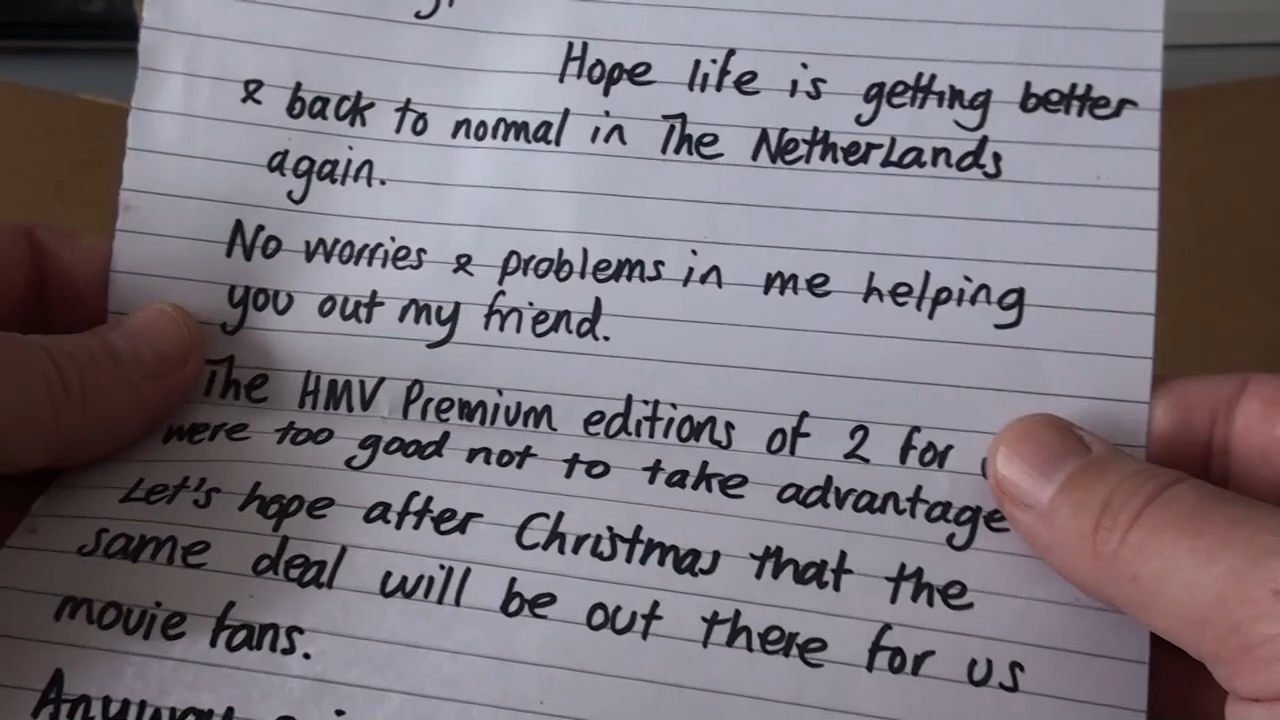 Hope life is getting better
& back to normal in The NetherLands
again.
No worries & problems in me helping
you out my friend.
The HMV Premium editions of 2 for
were too good not to take advantage
Let's hope after Christmas that the
same deal will be out there for us
movie fans.
Anyway